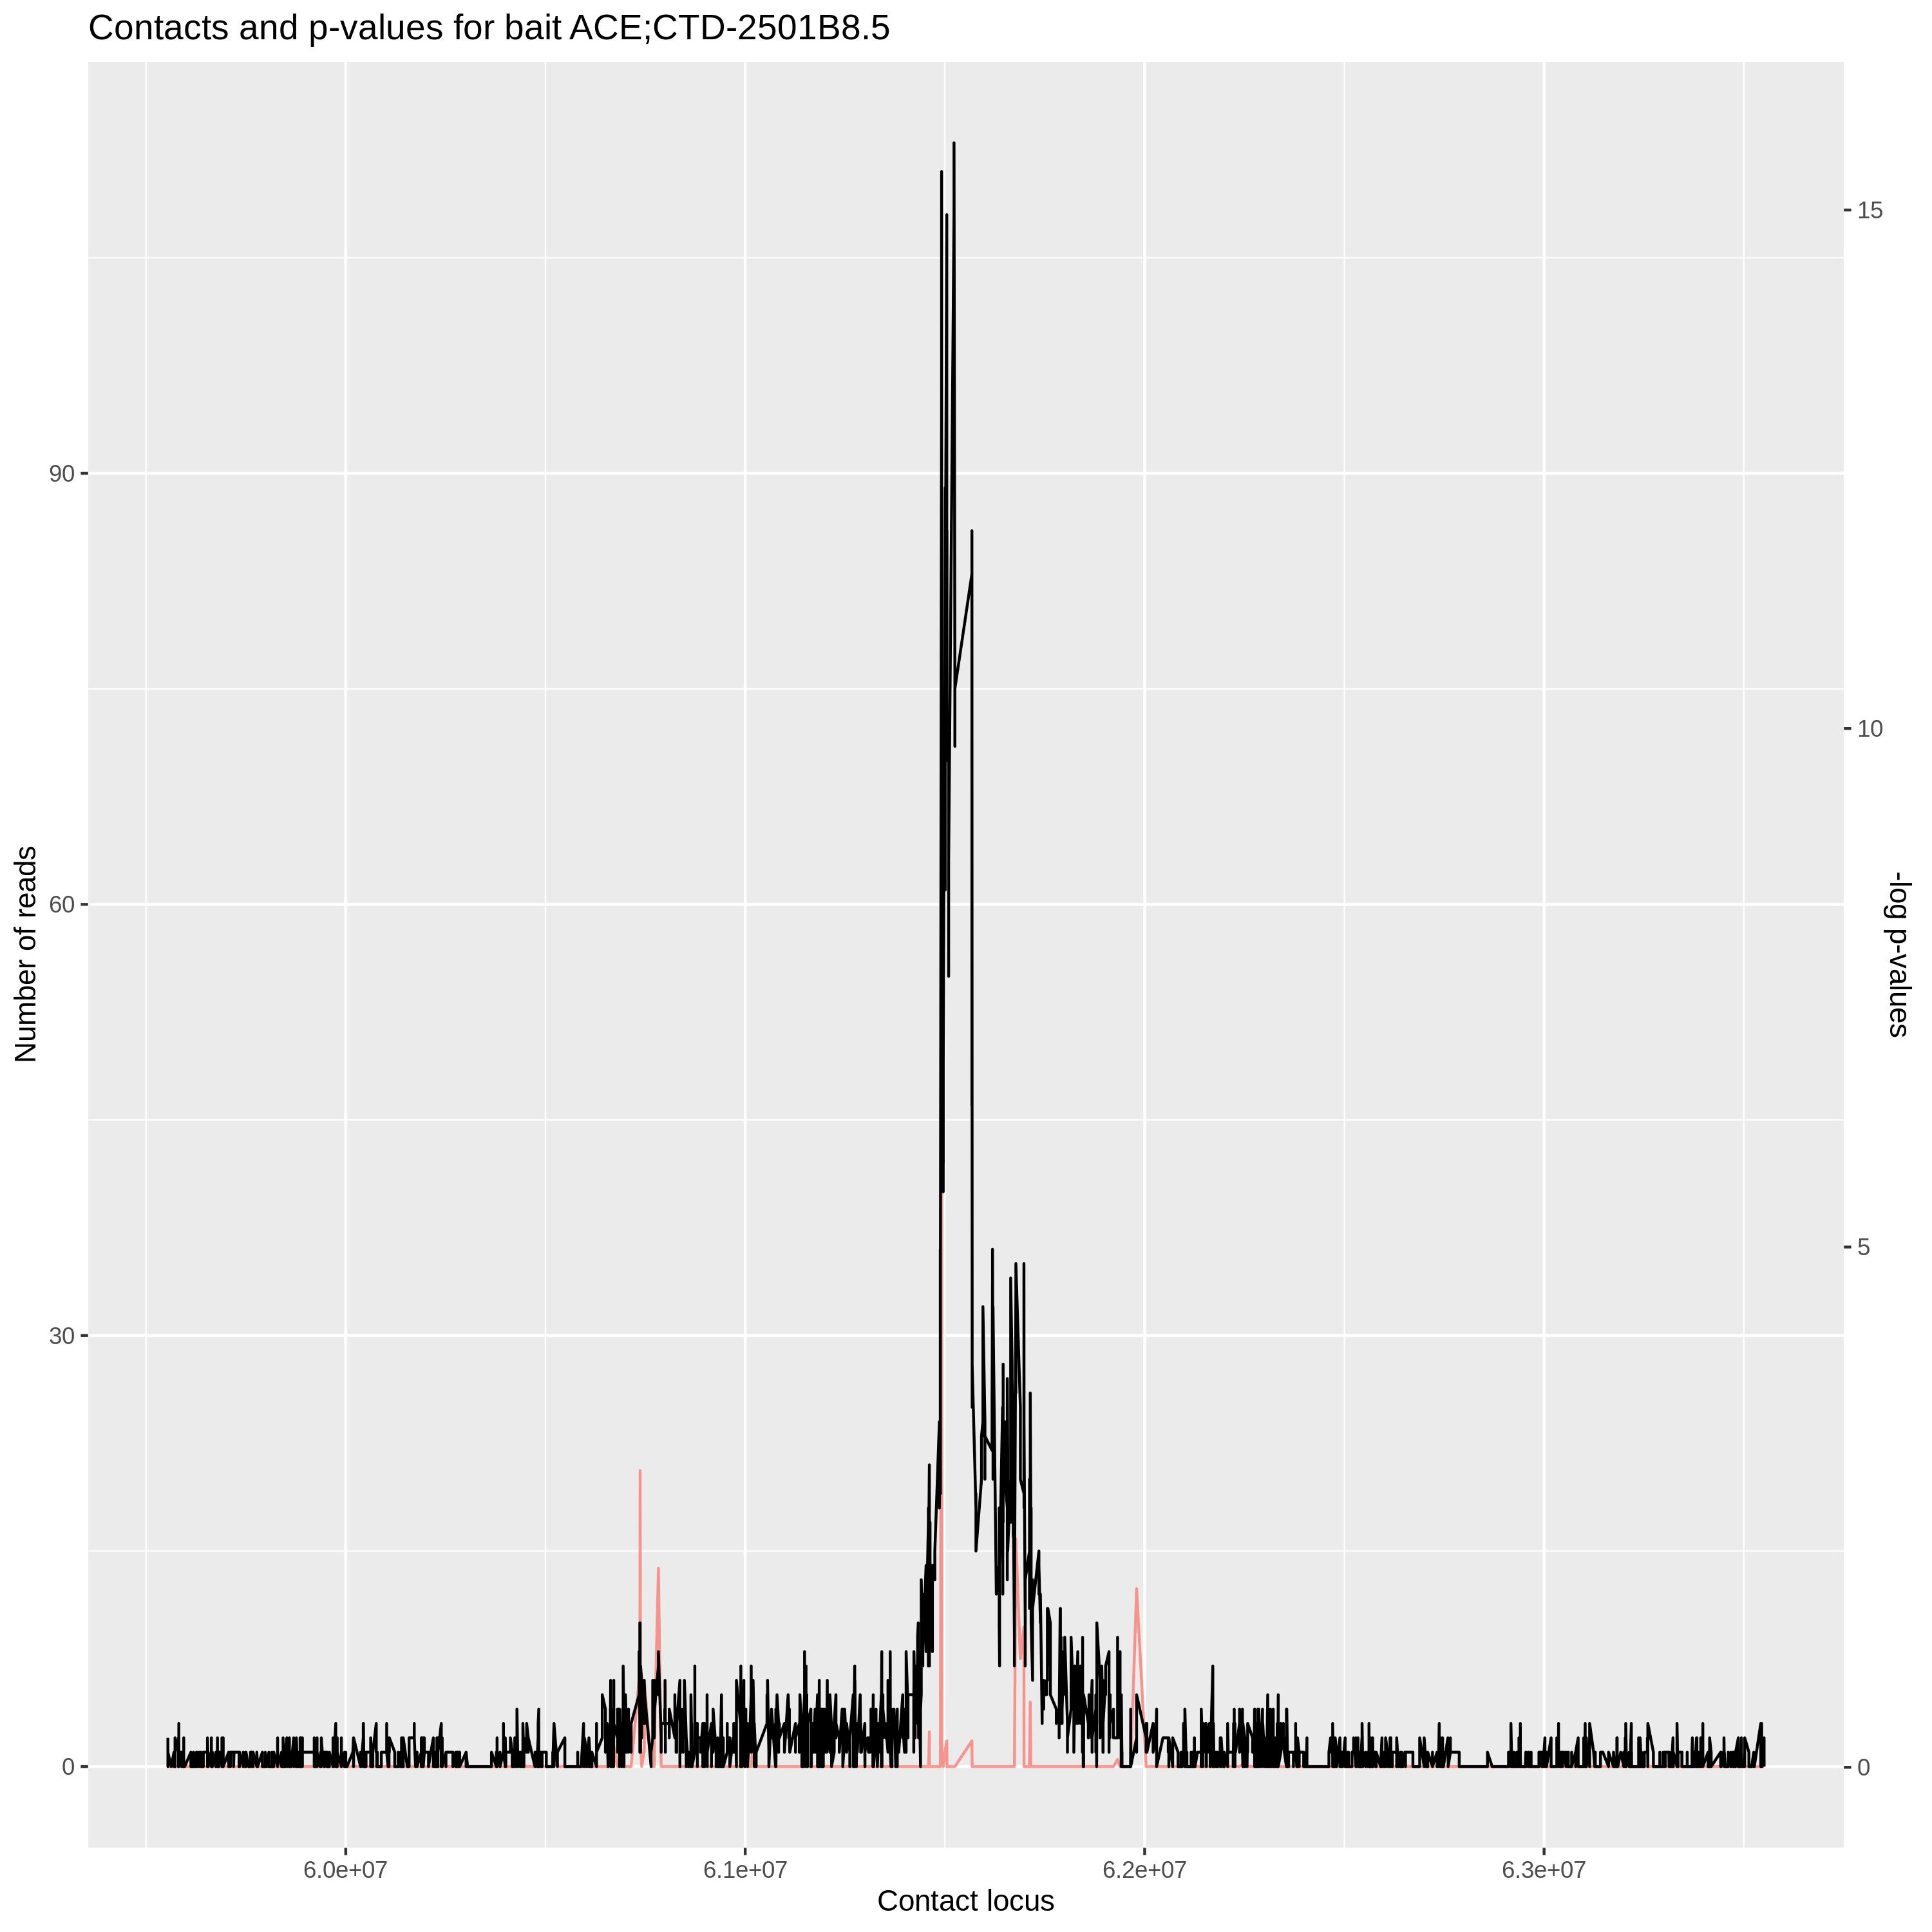 Contacts and p-values for bait ACE;CTD-2501B8.5
90
60
30
0
Number of reads
15
10
5
0
-log p-values
6.0e+07
6.1e+07
6.2e+07
6.3e+07
Contact locus